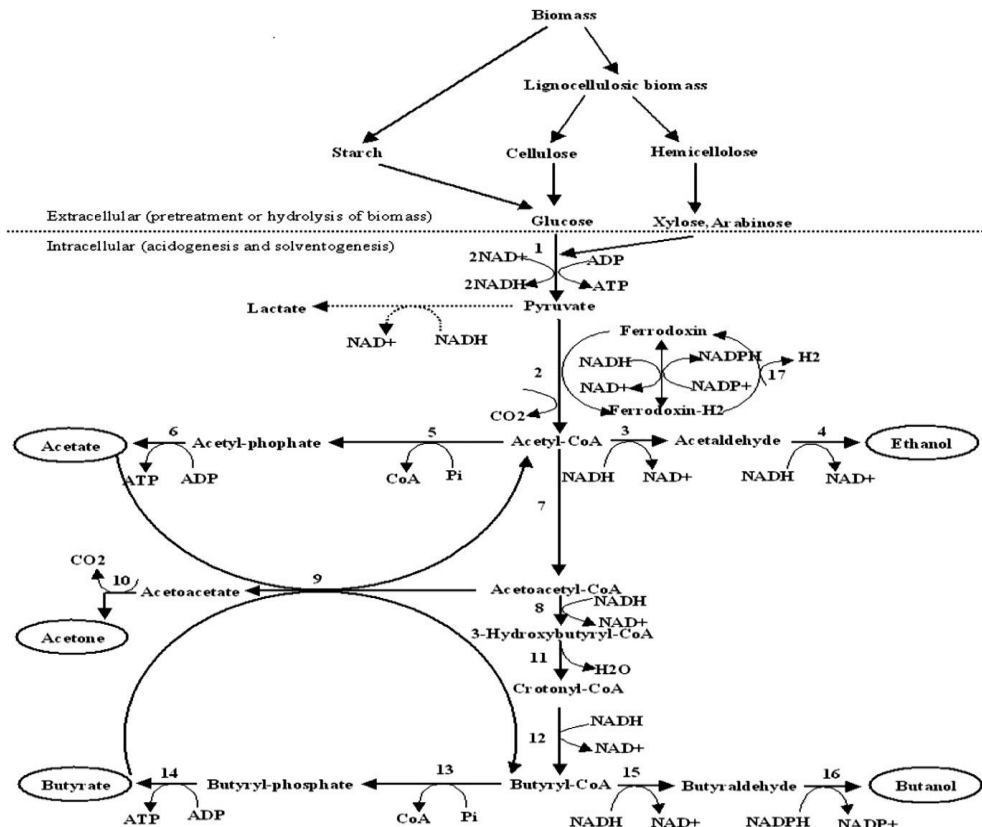 Biomass
Lignocellulosic biomass
Starch
Cellulose
Hemicellolose
Extracellular (pretreatment or hydrolysis of biomass)
Glucose
Xylose, Arabinose
Intracellular (acidogenesis and solventogenesis)
1
2NAD+
ADP
2NADH
ATP
Lactate
Pyruvate
NAD+
NADH
Ferrodoxin
NADH
NADPH
H2
2
17
NAD+
NADP+
CO2
Ferrodoxin-H2
Acetate
6
Acetyl-phophate
5
Acetyl-CoA
3
Acetaldehyde
4
Ethanol
ATP
ADP
CoA
Pi
NADH
NAD+
NADH
NAD+
7
CO2
10
Acetoacetate
9
Acetoacetyl-CoA
8
NADH
NAD+
Acetone
3-Hydroxybutyryl-CoA
11
H2O
Crotonyl-CoA
NADH
12
NAD+
Butyrate
14
Butyryl-phosphate
13
Butyryl-CoA
15
Butyraldehyde
16
Butanol
ATP
ADP
CoA
Pi
NADH
NAD+
NADPH
NADP+